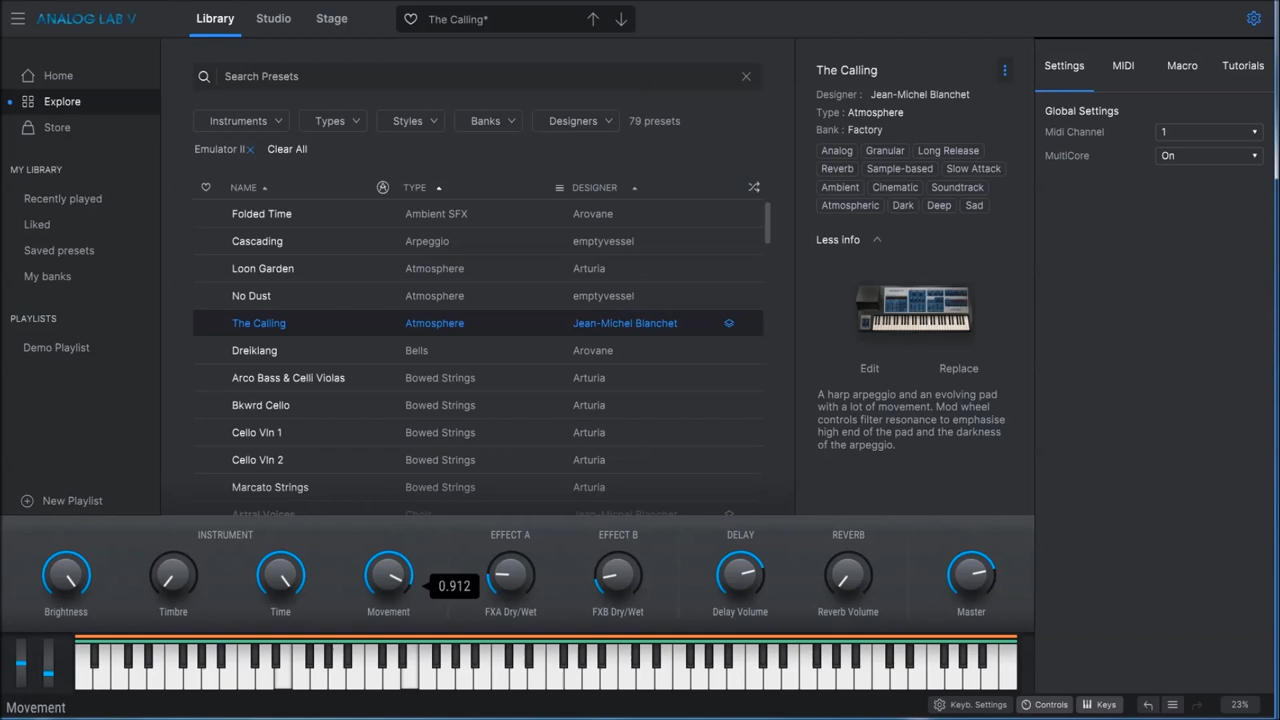 ANALOG LAB V
Library
Studio
Stage
The Calling*
Home
Explore
Store
MY LIBRARY
Recently played
Liked
Saved presets
My banks
PLAYLISTS
Demo Playlist
New Playlist
Search Presets
Instruments
Types
Styles
Banks
Designers
79 presets
Emulator II
Clear All
NAME TYPE DESIGNER
Folded Time Ambient SFX Arovane
Cascading Arpeggio emptyvessel
Loon Garden Atmosphere Arturia
No Dust Atmosphere emptyvessel
The Calling Atmosphere Jean-Michel Blanchet
Dreiklang Bells Arovane
Arco Bass & Celli Violas Bowed Strings Arturia
Bkwrd Cello Bowed Strings Arturia
Cello Vln 1 Bowed Strings Arturia
Cello Vln 2 Bowed Strings Arturia
Marcato Strings Bowed Strings Arturia
Astral Voices Choir Jean-Michel Blanchet
The Calling
Designer : Jean-Michel Blanchet
Type : Atmosphere
Bank : Factory
Analog Granular Long Release
Reverb Sample-based Slow Attack
Ambient Cinematic Soundtrack
Atmospheric Dark Deep Sad
Less info
Edit Replace
A harp arpeggio and an evolving pad
with a lot of movement. Mod wheel
controls filter resonance to emphasise
high end of the pad and the darkness
of the arpeggio.
Settings MIDI Macro Tutorials
Global Settings
Midi Channel 1
MultiCore On
INSTRUMENT EFFECT A EFFECT B DELAY REVERB
0.912
Brightness Timbre Time Movement FXA Dry/Wet FXB Dry/Wet Delay Volume Reverb Volume Master
Movement
Keyb. Settings Controls Keys 23%